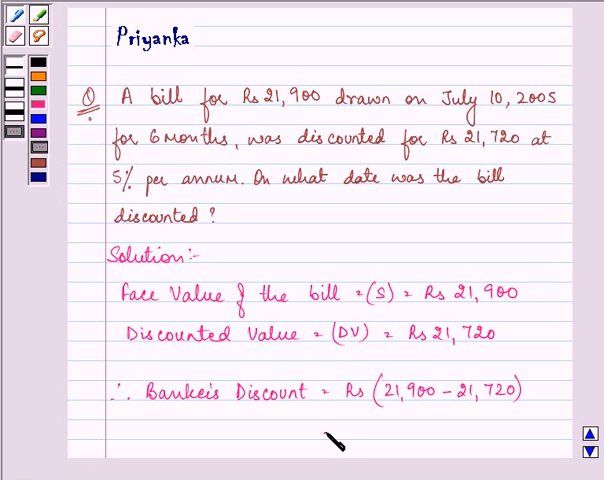 Priyanka
Q A bill for Rs 21,900 drawn on July 10, 2005
for 6 Months, was discounted for Rs 21,720 at
5% per annum. On what date was the bill
discounted?
Solution:-
Face Value of the bill = (S) = Rs 21,900
Discounted Value = (DV) = Rs 21,720
∴ Banker's Discount = Rs (21,900 - 21,720)